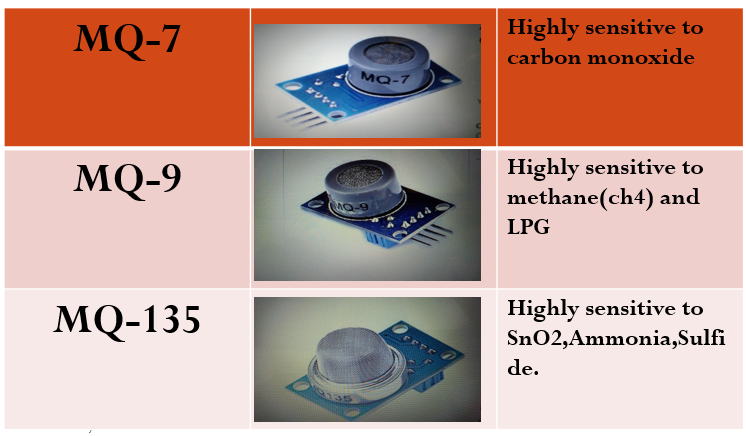 MQ-7
MQ-7
Highly sensitive to
carbon monoxide
MQ-9
MQ-9
Highly sensitive to
methane(ch4) and
LPG
MQ-135
Q135
Highly sensitive to
SnO2,Ammonia,Sulfi
de.